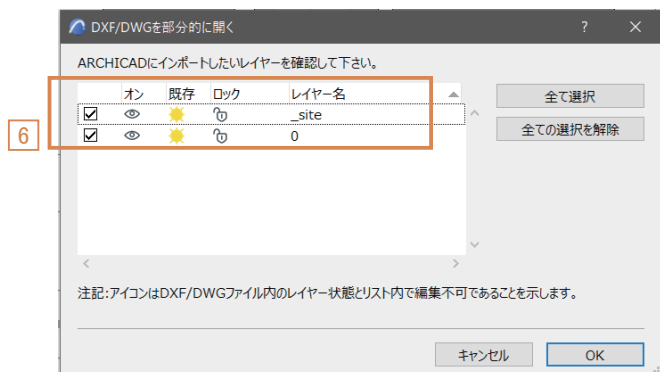 DXF/DWGを部分的に開く
ARCHICADにインポートしたいレイヤーを確認して下さい。
オン 既存 ロック レイヤー名
_site
0
6
全て選択
全ての選択を解除
注記:アイコンはDXF/DWGファイル内のレイヤー状態とリスト内で編集不可であることを示します。
キャンセル OK